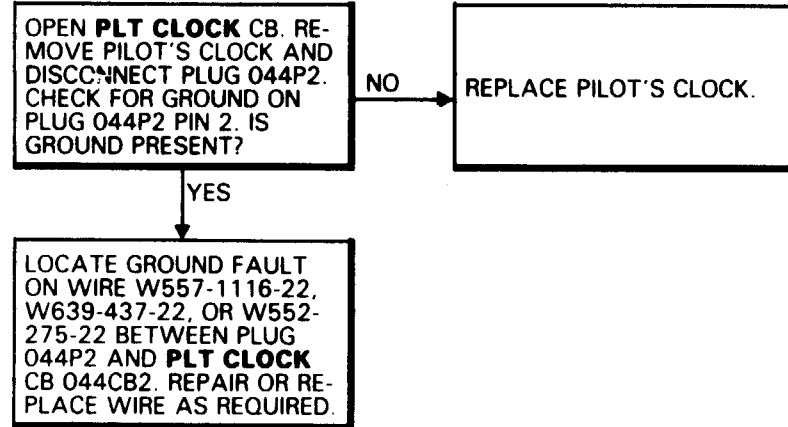 OPEN PLT CLOCK CB. RE-
MOVE PILOT'S CLOCK AND
DISCONNECT PLUG 044P2.
CHECK FOR GROUND ON
PLUG 044P2 PIN 2. IS
GROUND PRESENT?
NO
REPLACE PILOT'S CLOCK.
YES
LOCATE GROUND FAULT
ON WIRE W557-1116-22,
W639-437-22, OR W552-
275-22 BETWEEN PLUG
044P2 AND PLT CLOCK
CB 044CB2. REPAIR OR RE-
PLACE WIRE AS REQUIRED.